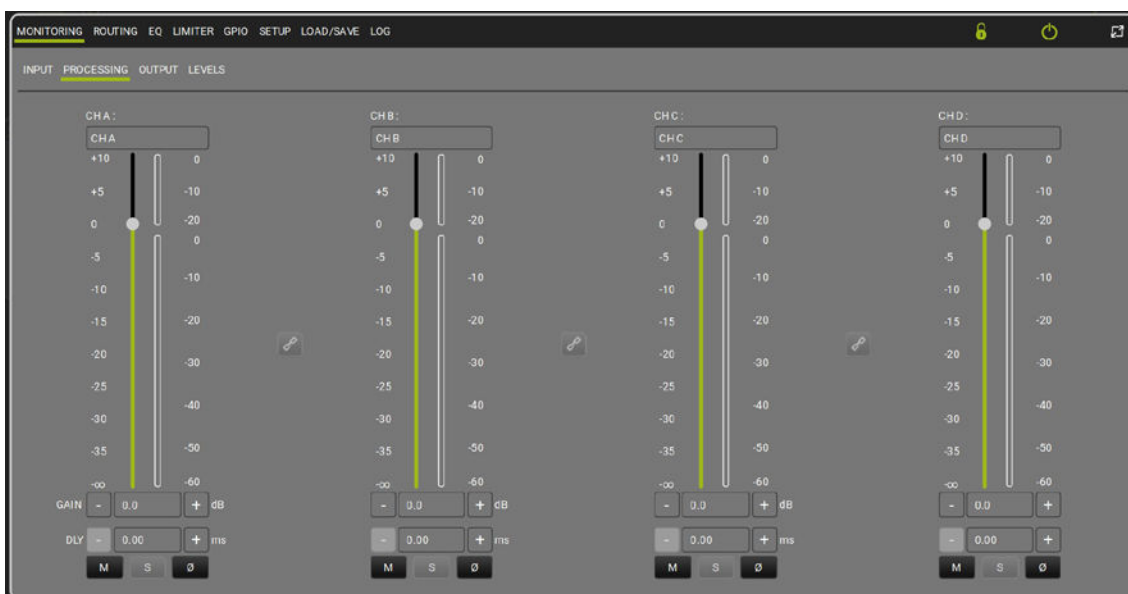 MONITORING ROUTING EQ LIMITER GPIO SETUP LOAD/SAVE LOG
INPUT PROCESSING OUTPUT LEVELS
CH A: CH B: CH C: CH D:
CH A CH B CH C CH D
+10 0 +10 0 +10 0 +10 0
+5 -10 +5 -10 +5 -10 +5 -10
0 -20 0 -20 0 -20 0 -20
0 0 0 0
-5 -5 -5 -5
-10 -10 -10 -10
-10 -10 -10 -10
-15 -20 -15 -20 -15 -20 -15 -20
-20 -20 -20 -20
-30 -30 -30 -30
-25 -25 -25 -25
-40 -40 -40 -40
-30 -30 -30 -30
-35 -50 -35 -50 -35 -50 -35 -50
-∞ -60 -∞ -60 -∞ -60 -∞ -60
GAIN - 0.0 + dB - 0.0 + dB - 0.0 + dB - 0.0 +
DLY - 0.00 + ms - 0.00 + ms - 0.00 + ms - 0.00 +
M S Ø M S Ø M S Ø M S Ø